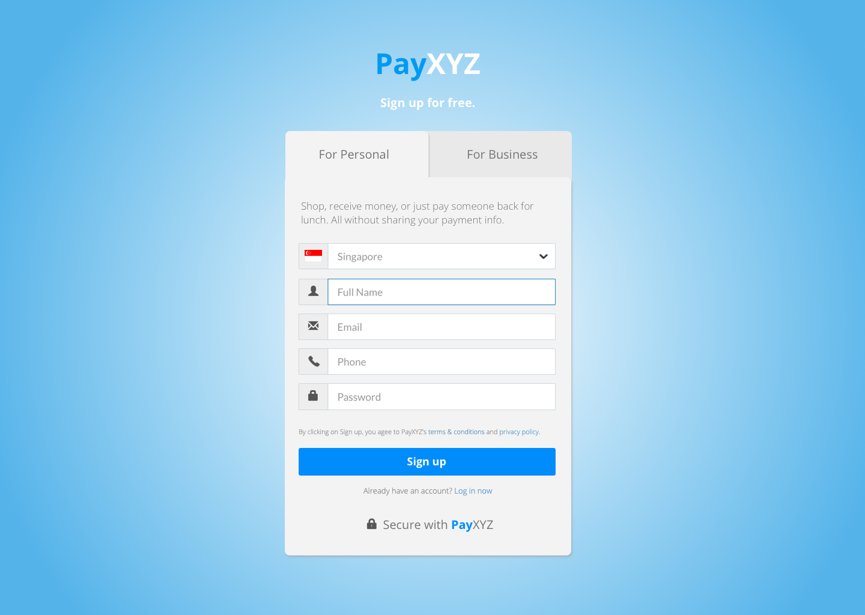 PayXYZ
Sign up for free.
For Personal
For Business
Shop, receive money, or just pay someone back for
lunch. All without sharing your payment info.
Singapore
Full Name
Email
Phone
Password
By clicking on Sign up, you agee to PayXYZ's terms & conditions and privacy policy.
Sign up
Already have an account? Log in now
Secure with PayXYZ